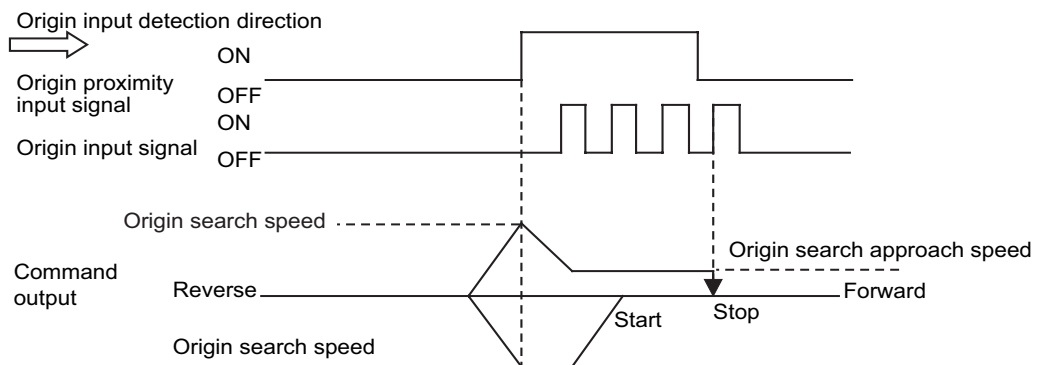 Origin input detection direction
ON
Origin proximity
input signal
OFF
ON
Origin input signal
OFF
Origin search speed
Origin search approach speed
Command
output
Reverse
Forward
Start
Stop
Origin search speed